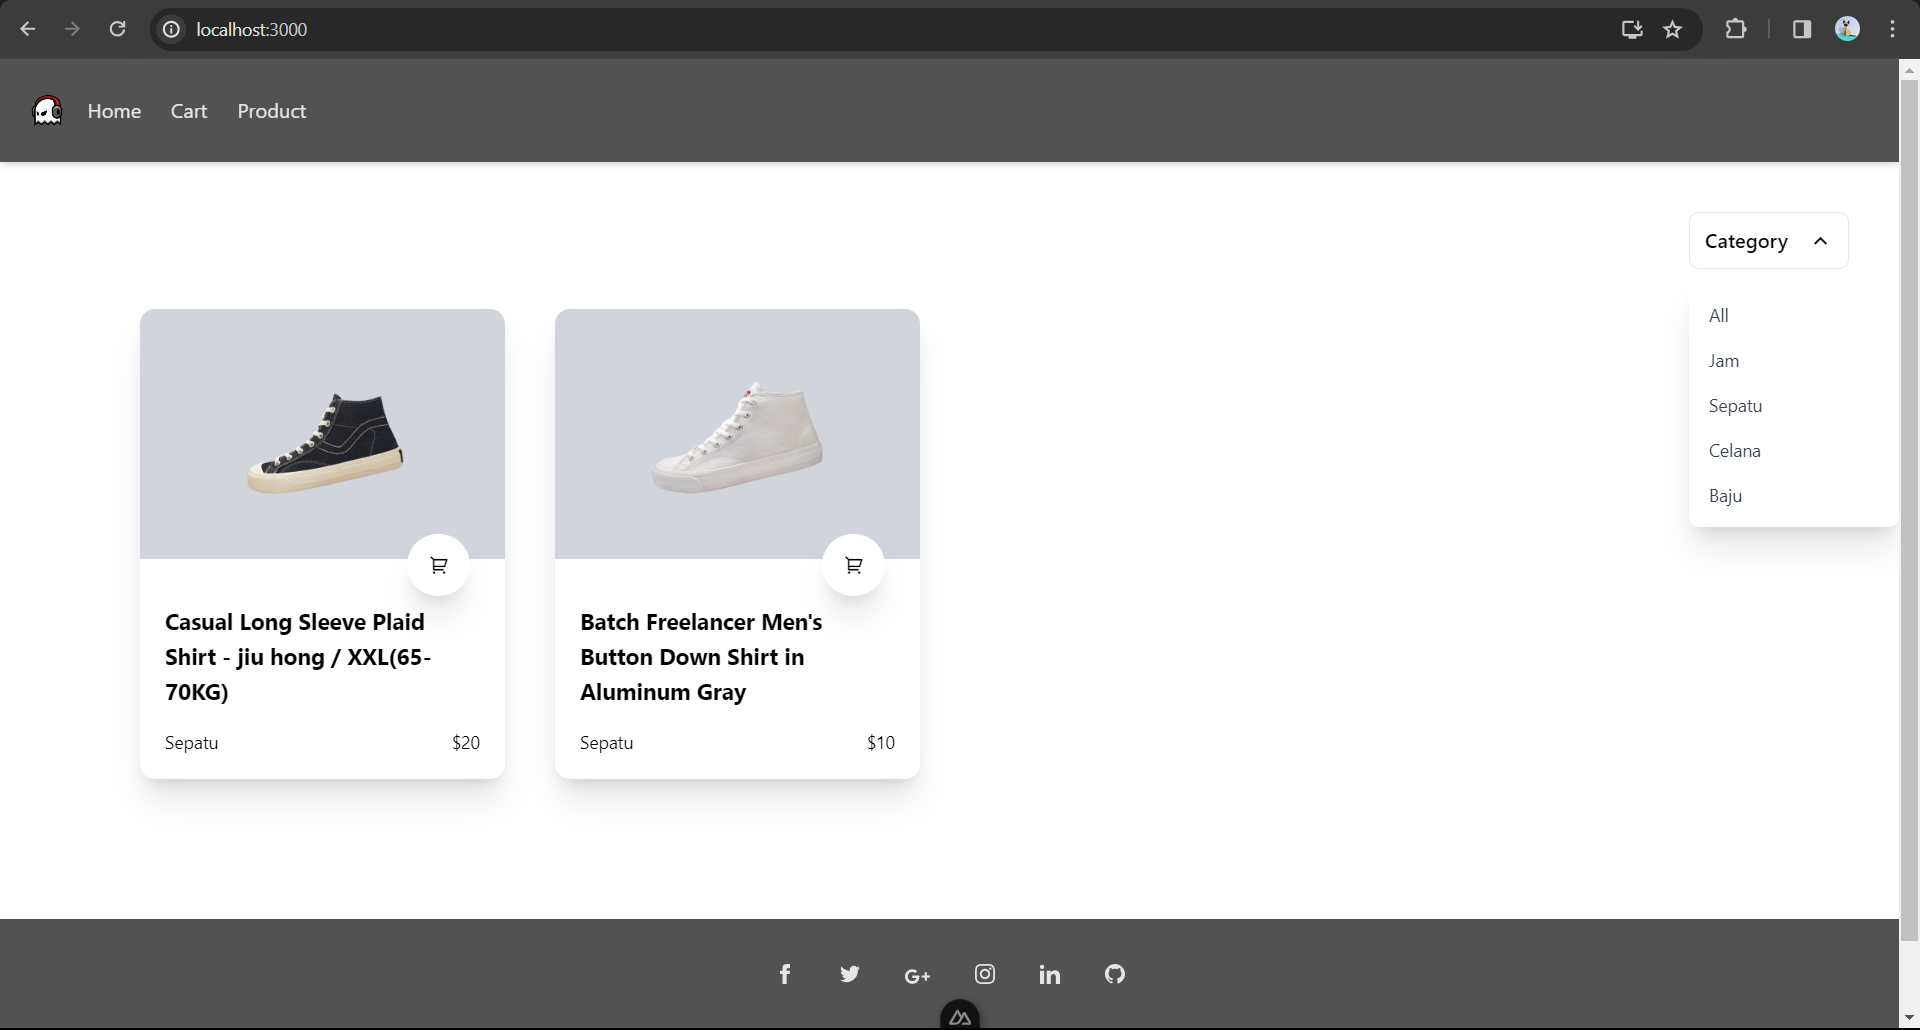 localhost:3000
Home Cart Product
Category
All
Jam
Sepatu
Celana
Baju
Casual Long Sleeve Plaid
Shirt - jiu hong / XXL(65-
70KG)
Sepatu $20
Batch Freelancer Men's
Button Down Shirt in
Aluminum Gray
Sepatu $10